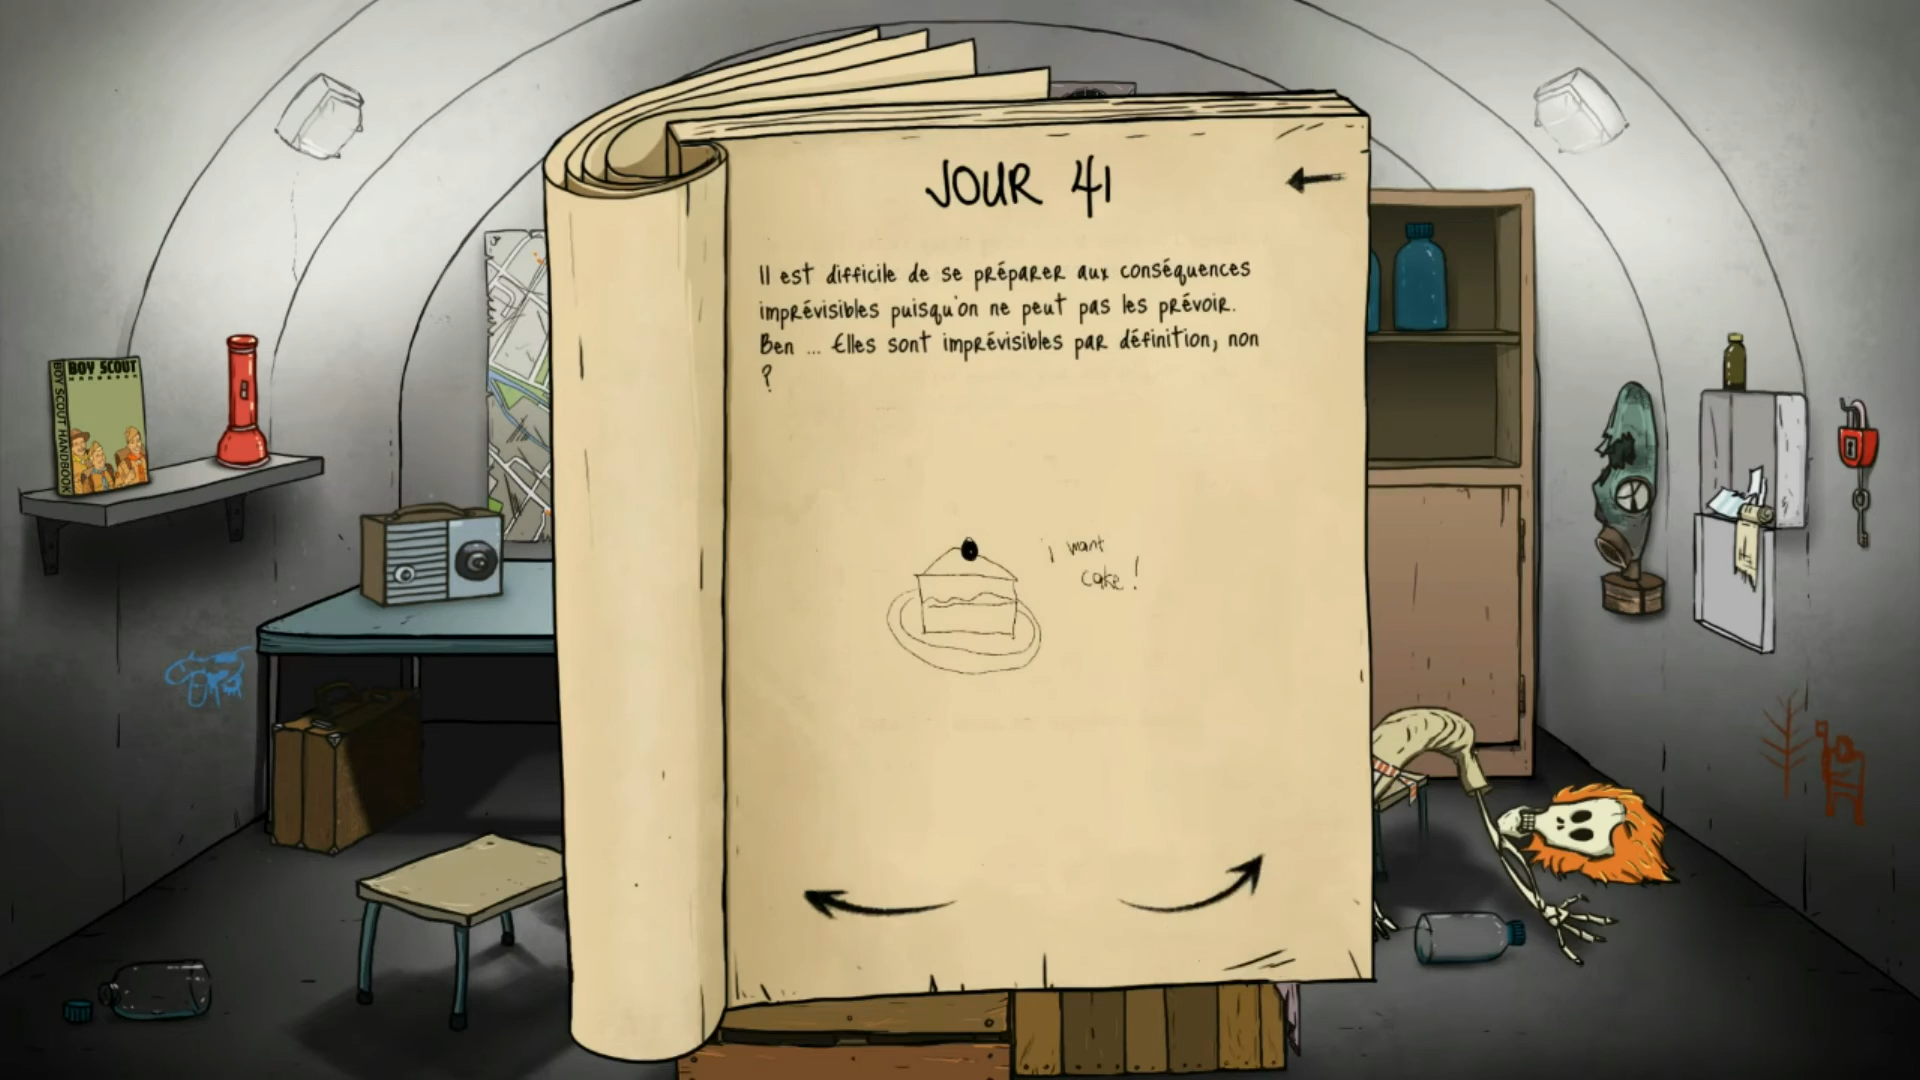 JOUR 41
Il est difficile de se préparer aux conséquences
imprévisibles puisqu'on ne peut pas les prévoir.
Ben ... Elles sont imprévisibles par définition, non
?
i want
cake!
BOY SCOUT
HANDBOOK
BOY SCOUT HANDBOOK